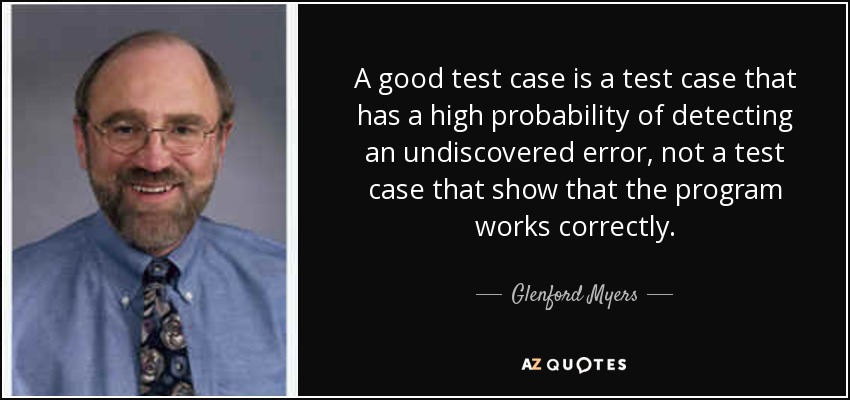 A good test case is a test case that
has a high probability of detecting
an undiscovered error, not a test
case that show that the program
works correctly.
Glenford Myers
AZ QUOTES